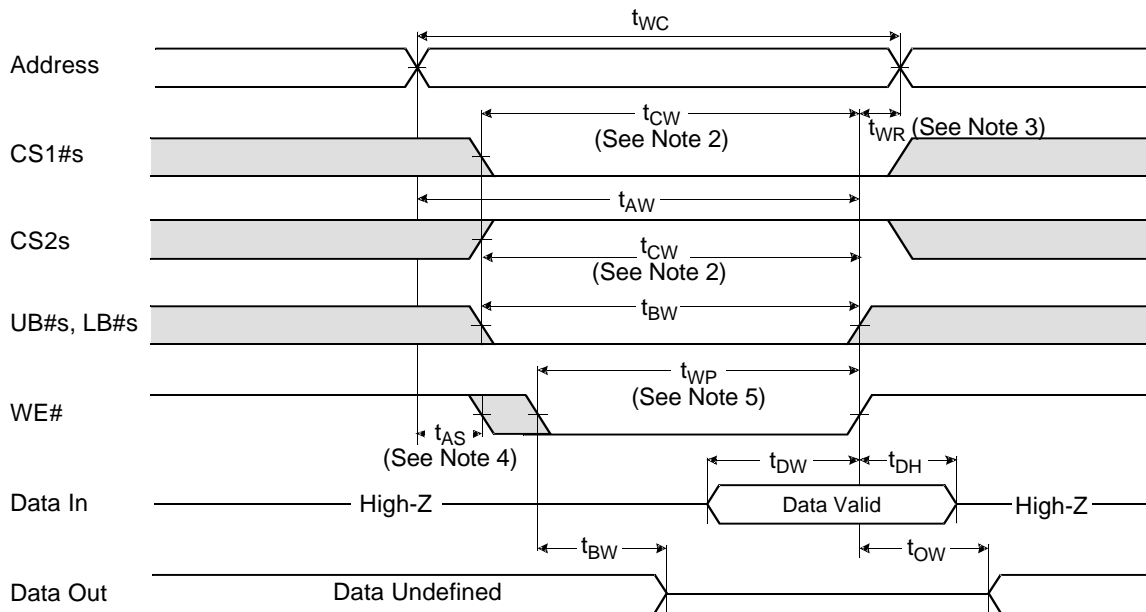 tWC
Address
tCW
(See Note 2)
tWR (See Note 3)
CS1#s
tAW
CS2s
tCW
(See Note 2)
UB#s, LB#s
tBW
tWP
(See Note 5)
WE#
tAS
(See Note 4)
tDW
tDH
Data In
High-Z
Data Valid
High-Z
tBW
tOW
Data Out
Data Undefined